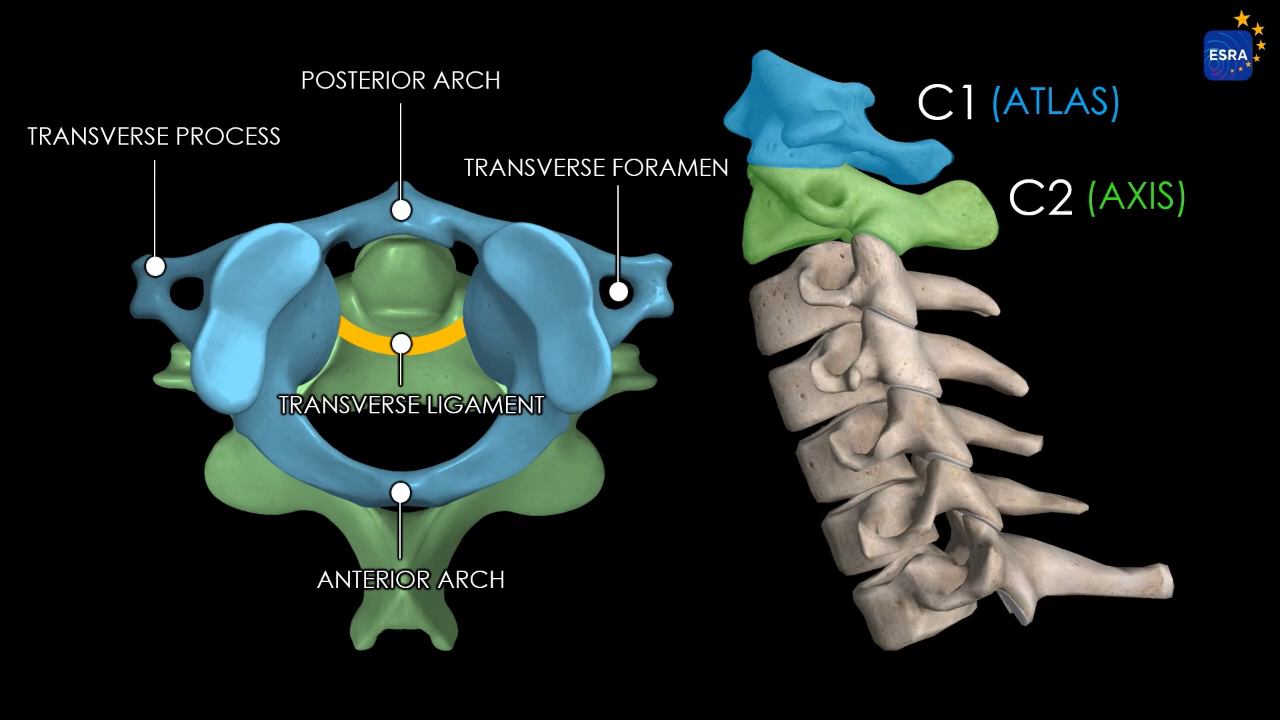 ESRA
POSTERIOR ARCH
TRANSVERSE PROCESS
TRANSVERSE FORAMEN
TRANSVERSE LIGAMENT
ANTERIOR ARCH
C1 (ATLAS)
C2 (AXIS)